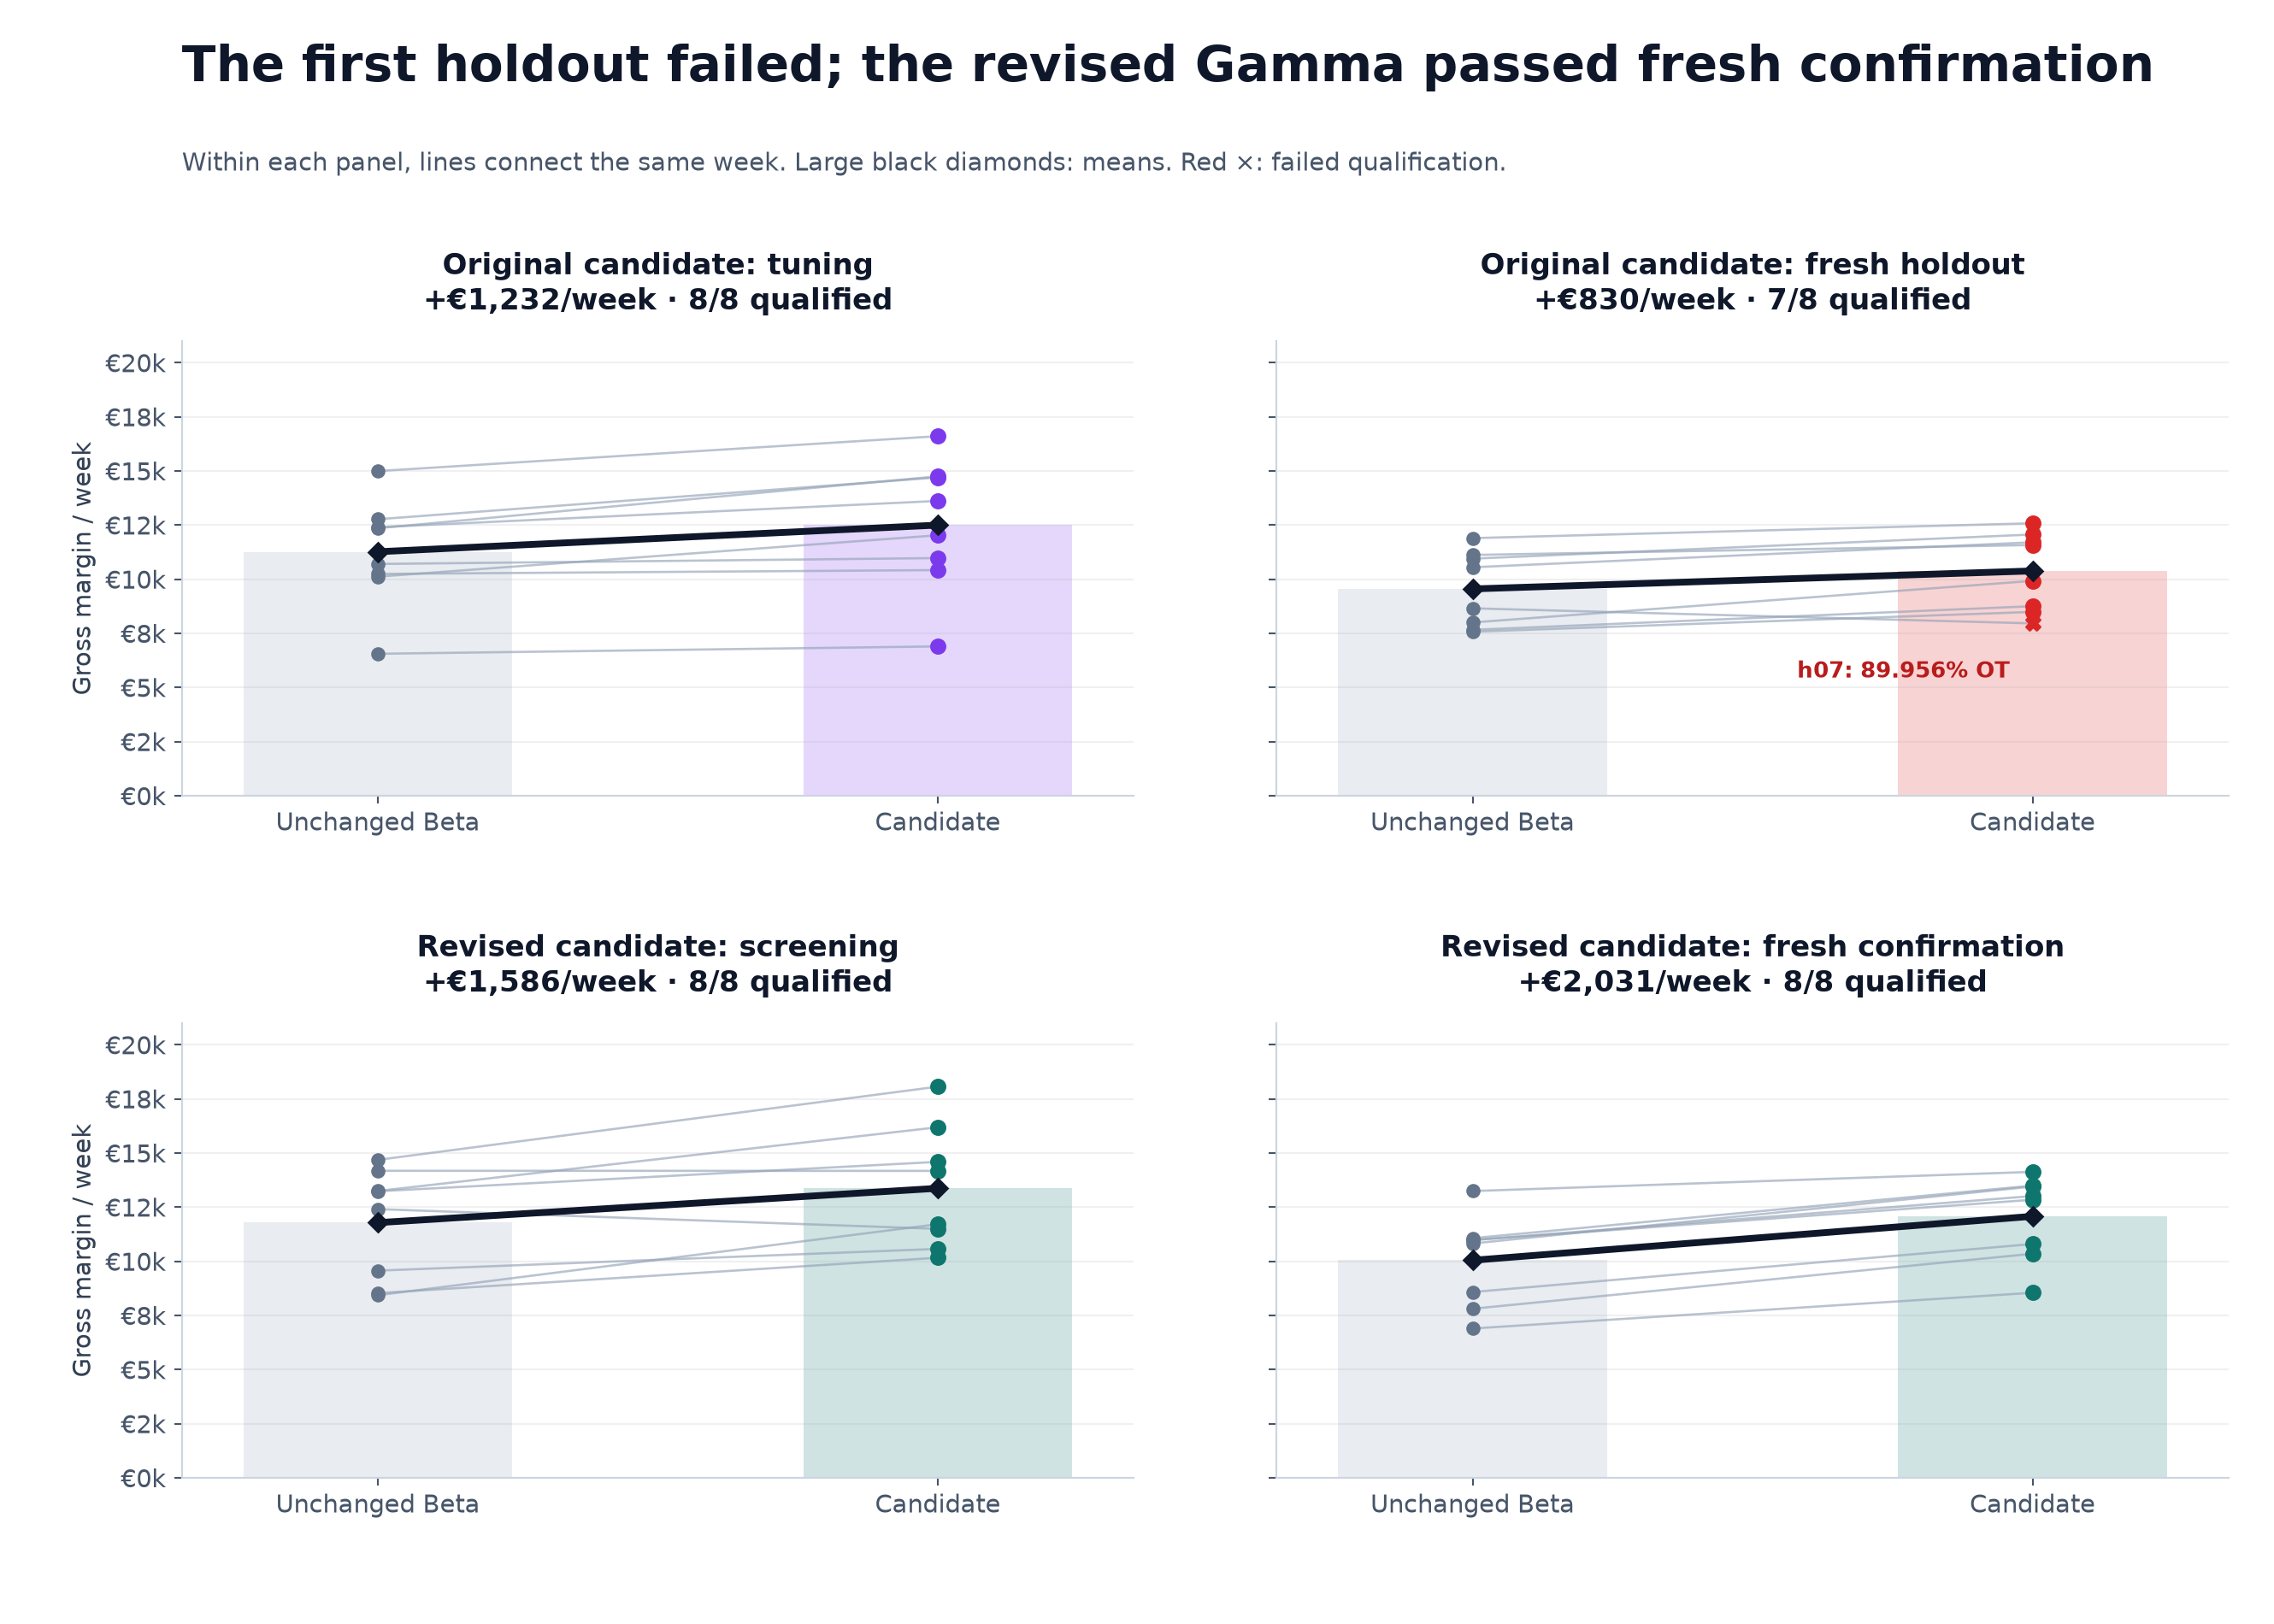 The first holdout failed; the revised Gamma passed fresh confirmation
Within each panel, lines connect the same week. Large black diamonds: means. Red ×: failed qualification.
Original candidate: tuning
+€1,232/week · 8/8 qualified
Gross margin / week
€20k
€18k
€15k
€12k
€10k
€8k
€5k
€2k
€0k
Unchanged Beta
Candidate
Original candidate: fresh holdout
+€830/week · 7/8 qualified
h07: 89.956% OT
Unchanged Beta
Candidate
Revised candidate: screening
+€1,586/week · 8/8 qualified
Gross margin / week
€20k
€18k
€15k
€12k
€10k
€8k
€5k
€2k
€0k
Unchanged Beta
Candidate
Revised candidate: fresh confirmation
+€2,031/week · 8/8 qualified
Unchanged Beta
Candidate